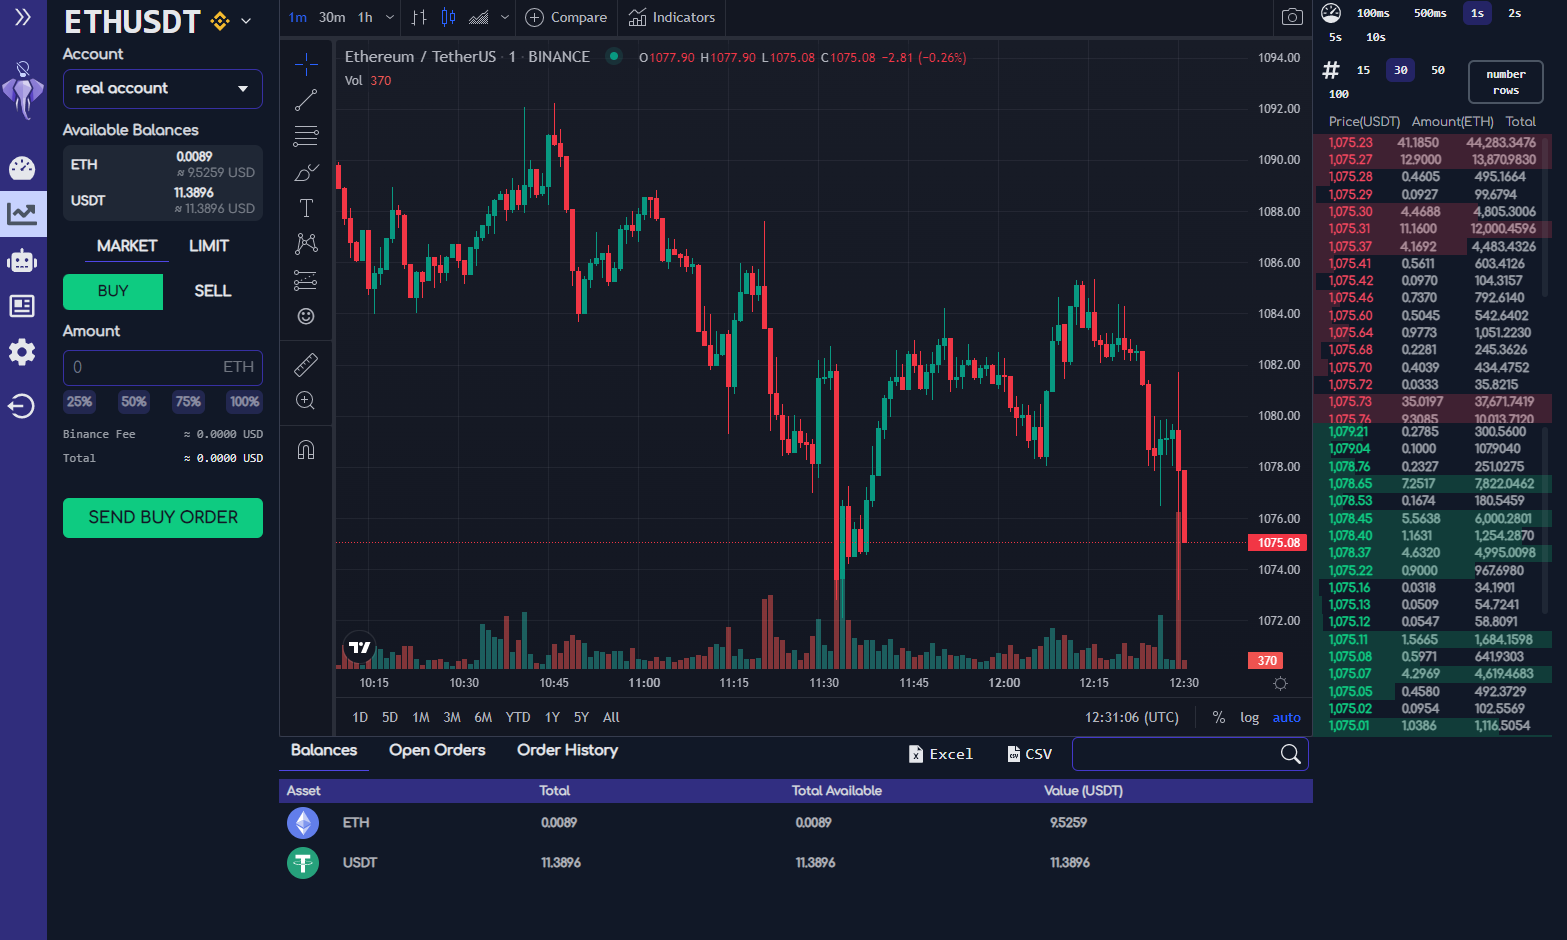 ETHUSDT
Account
real account
Available Balances
ETH 0.0089
≈ 9.5259 USD
USDT 11.3896
≈ 11.3896 USD
MARKET LIMIT
BUY SELL
Amount
0 ETH
25% 50% 75% 100%
Binance Fee ≈ 0.0000 USD
Total ≈ 0.0000 USD
SEND BUY ORDER
1m 30m 1h Compare Indicators
Ethereum / TetherUS · 1 · BINANCE O1077.90 H1077.90 L1075.08 C1075.08 −2.81 (−0.26%)
Vol 370
1094.00
1092.00
1090.00
1088.00
1086.00
1084.00
1082.00
1080.00
1078.00
1076.00
1075.08
1074.00
1072.00
370
10:15 10:30 10:45 11:00 11:15 11:30 11:45 12:00 12:15 12:30
1D 5D 1M 3M 6M YTD 1Y 5Y All 12:31:06 (UTC) % log auto
100ms 500ms 1s 2s
5s 10s
# 15 30 50
100
number
rows
Price(USDT) Amount(ETH) Total
1,075.23 41.1850 44,283.3476
1,075.27 12.9000 13,870.9830
1,075.28 0.4605 495.1664
1,075.29 0.0927 99.6794
1,075.30 4.4688 4,805.3006
1,075.31 11.1600 12,000.4596
1,075.37 4.1692 4,483.4326
1,075.41 0.5611 603.4126
1,075.42 0.0970 104.3157
1,075.46 0.7370 792.6140
1,075.60 0.5045 542.6402
1,075.64 0.9773 1,051.2230
1,075.68 0.2281 245.3626
1,075.70 0.4039 434.4752
1,075.72 0.0333 35.8215
1,075.73 35.0197 37,671.7419
1,075.76 9.3085 10,013.7120
1,079.21 0.2785 300.5600
1,079.04 0.1000 107.9040
1,078.76 0.2327 251.0275
1,078.65 7.2517 7,822.0462
1,078.53 0.1674 180.5459
1,078.45 5.5638 6,000.2801
1,078.40 1.1631 1,254.2870
1,078.37 4.6320 4,995.0098
1,075.22 0.9000 967.6980
1,075.16 0.0318 34.1901
1,075.13 0.0509 54.7241
1,075.12 0.0547 58.8091
1,075.11 1.5665 1,684.1598
1,075.08 0.5971 641.9303
1,075.07 4.2969 4,619.4683
1,075.05 0.4580 492.3729
1,075.02 0.0954 102.5569
1,075.01 1.0386 1,116.5054
Balances Open Orders Order History Excel CSV
Asset Total Total Available Value (USDT)
ETH 0.0089 0.0089 9.5259
USDT 11.3896 11.3896 11.3896